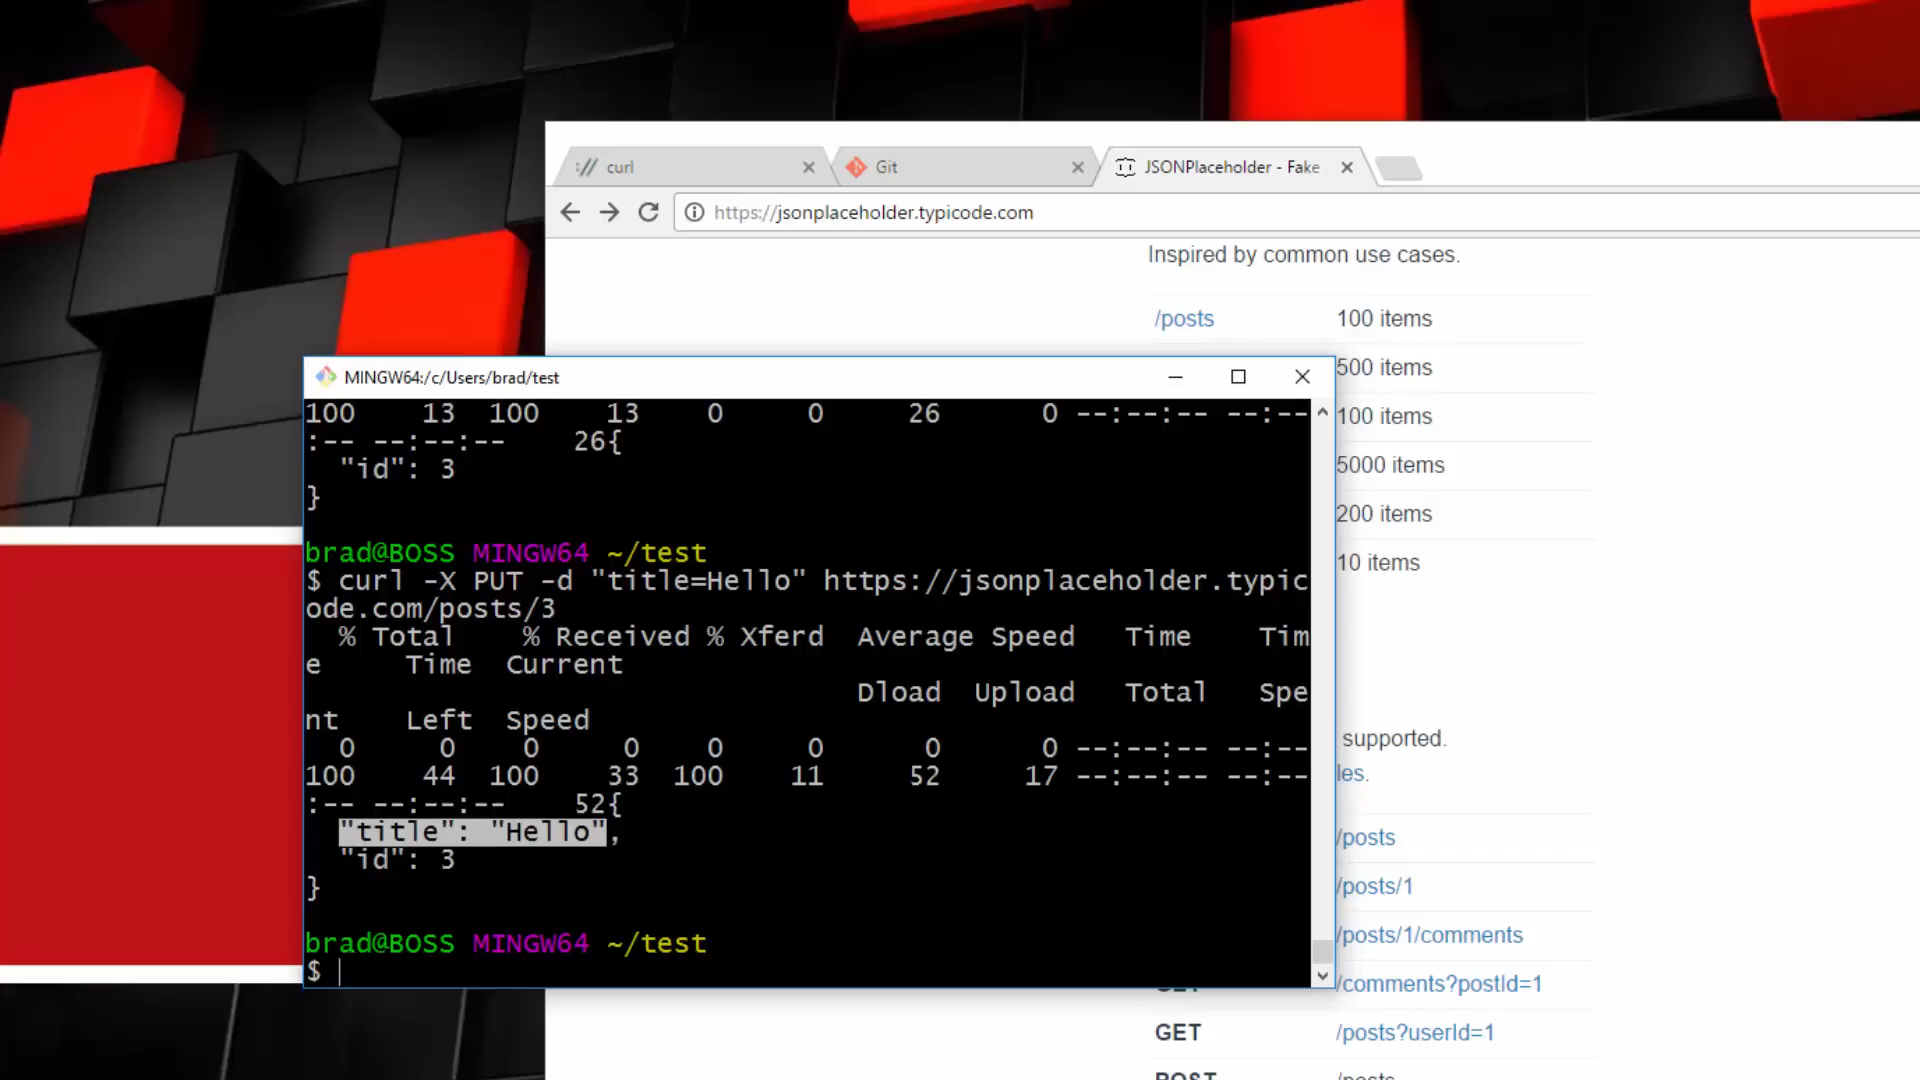 curl
Git
JSONPlaceholder - Fake
https://jsonplaceholder.typicode.com
Inspired by common use cases.
/posts 100 items
500 items
100 items
5000 items
200 items
10 items
supported.
les.
/posts
/posts/1
/posts/1/comments
/comments?postId=1
GET /posts?userId=1
POST /posts
MINGW64:/c/Users/brad/test
100 13 100 13 0 0 26 0 --:--:-- --:--
:-- --:--:-- 26{
"id": 3
}
brad@BOSS MINGW64 ~/test
$ curl -X PUT -d "title=Hello" https://jsonplaceholder.typic
ode.com/posts/3
% Total % Received % Xferd Average Speed Time Tim
e Time Current
Dload Upload Total Spe
nt Left Speed
0 0 0 0 0 0 0 0 --:--:-- --:--
100 44 100 33 100 11 52 17 --:--:-- --:--
:-- --:--:-- 52{
"title": "Hello",
"id": 3
}
brad@BOSS MINGW64 ~/test
$